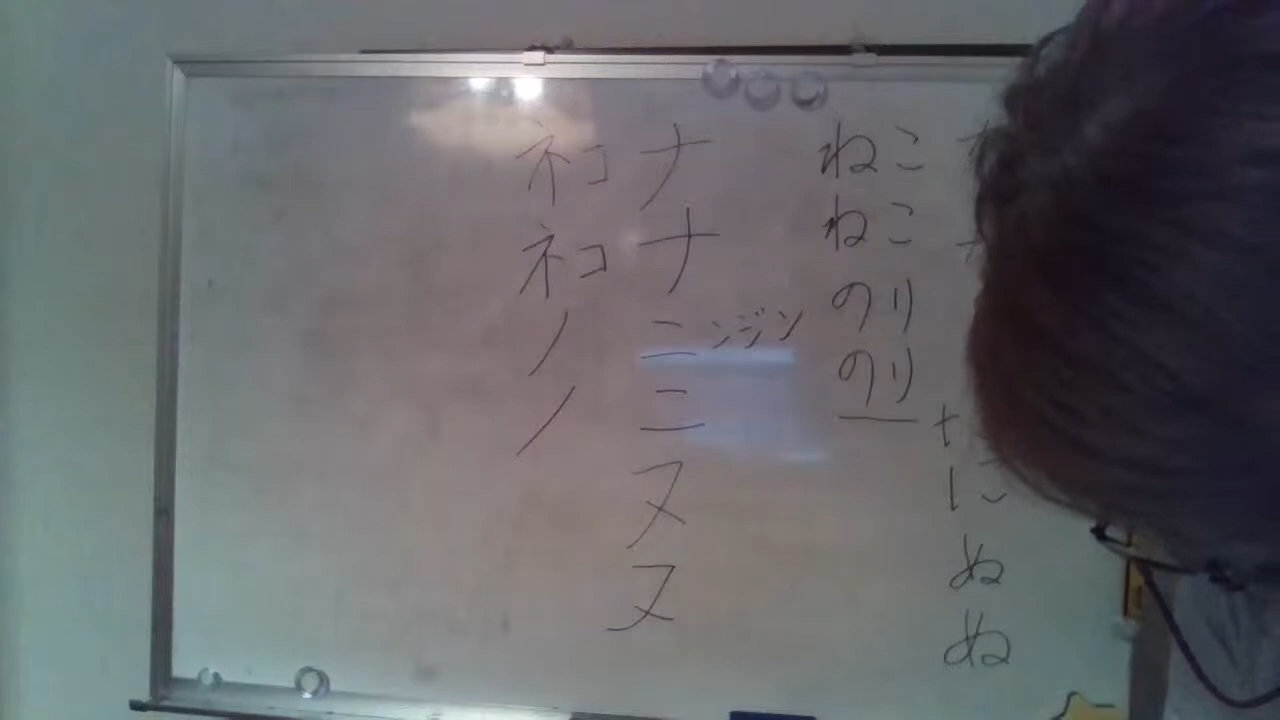 に
ぬ
ぬ
ねこ
ねこ
のり
のり
ナ
ナ
ニンジン
ニ
ヌ
ヌ
ネコ
ネコ
ノ
ノ